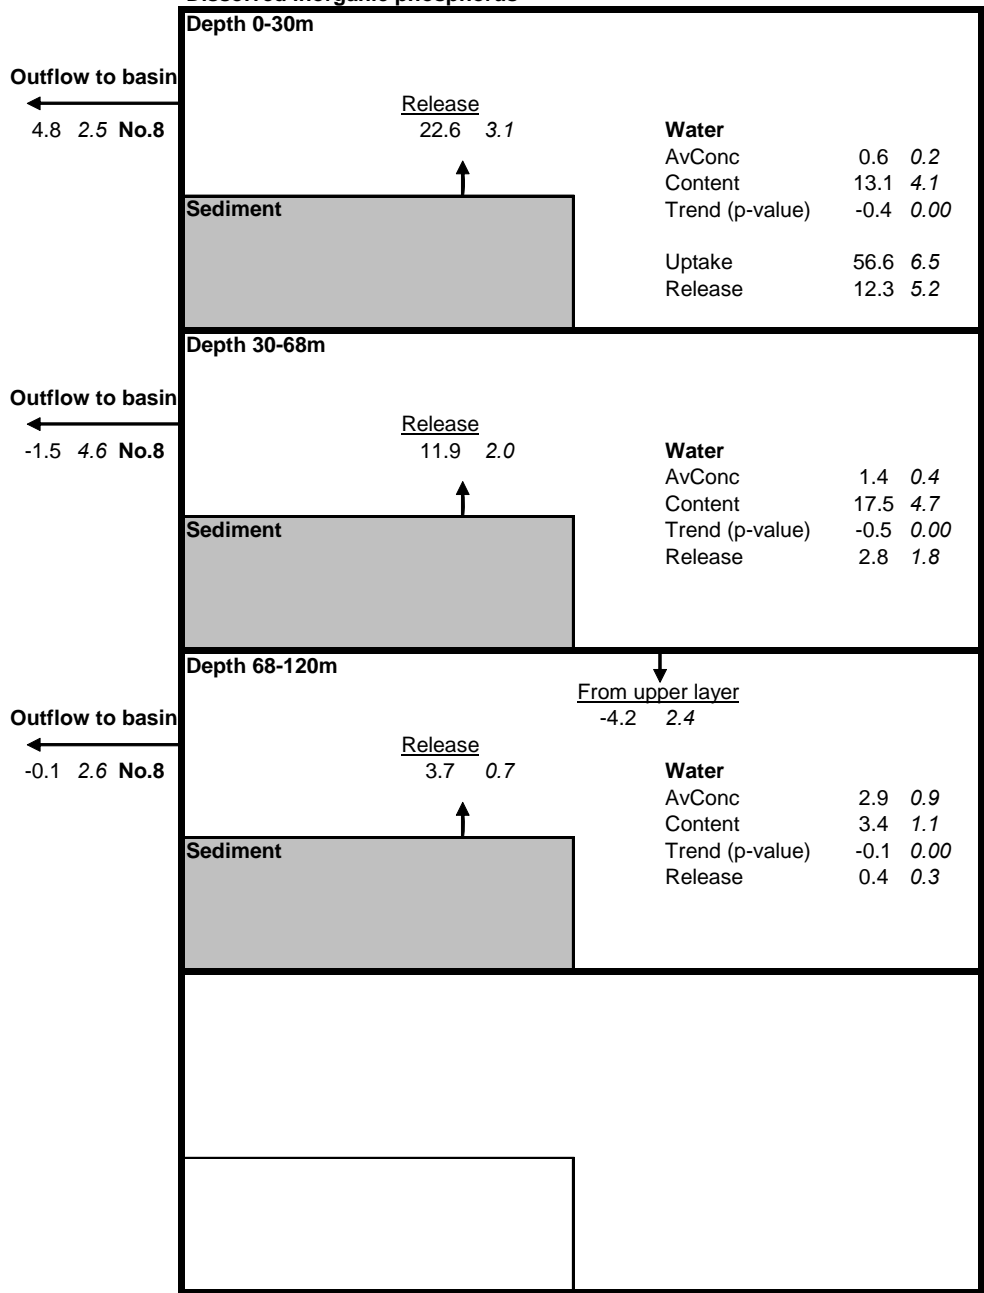 Dissolved inorganic phosphorus
Depth 0-30m
Outflow to basin
4.8 2.5 No.8
Release
22.6 3.1
Sediment
Water
AvConc 0.6 0.2
Content 13.1 4.1
Trend (p-value) -0.4 0.00
Uptake 56.6 6.5
Release 12.3 5.2
Depth 30-68m
Outflow to basin
-1.5 4.6 No.8
Release
11.9 2.0
Sediment
Water
AvConc 1.4 0.4
Content 17.5 4.7
Trend (p-value) -0.5 0.00
Release 2.8 1.8
Depth 68-120m
From upper layer
-4.2 2.4
Outflow to basin
-0.1 2.6 No.8
Release
3.7 0.7
Sediment
Water
AvConc 2.9 0.9
Content 3.4 1.1
Trend (p-value) -0.1 0.00
Release 0.4 0.3